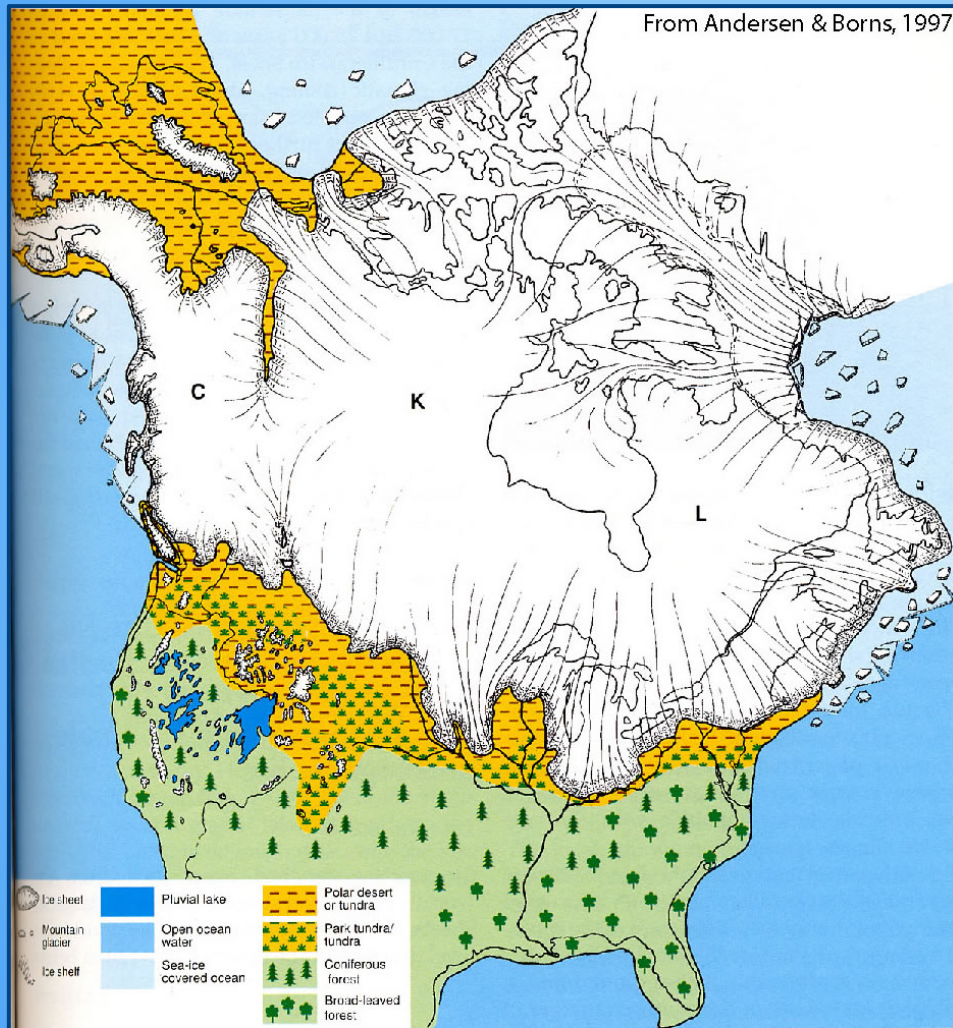 From Andersen & Borns, 1997
C
K
L
Ice sheet
Mountain
glacier
Ice shelf
Pluvial lake
Open ocean
water
Sea-ice
covered ocean
Polar desert
or tundra
Park tundra/
tundra
Coniferous
forest
Broad-leaved
forest